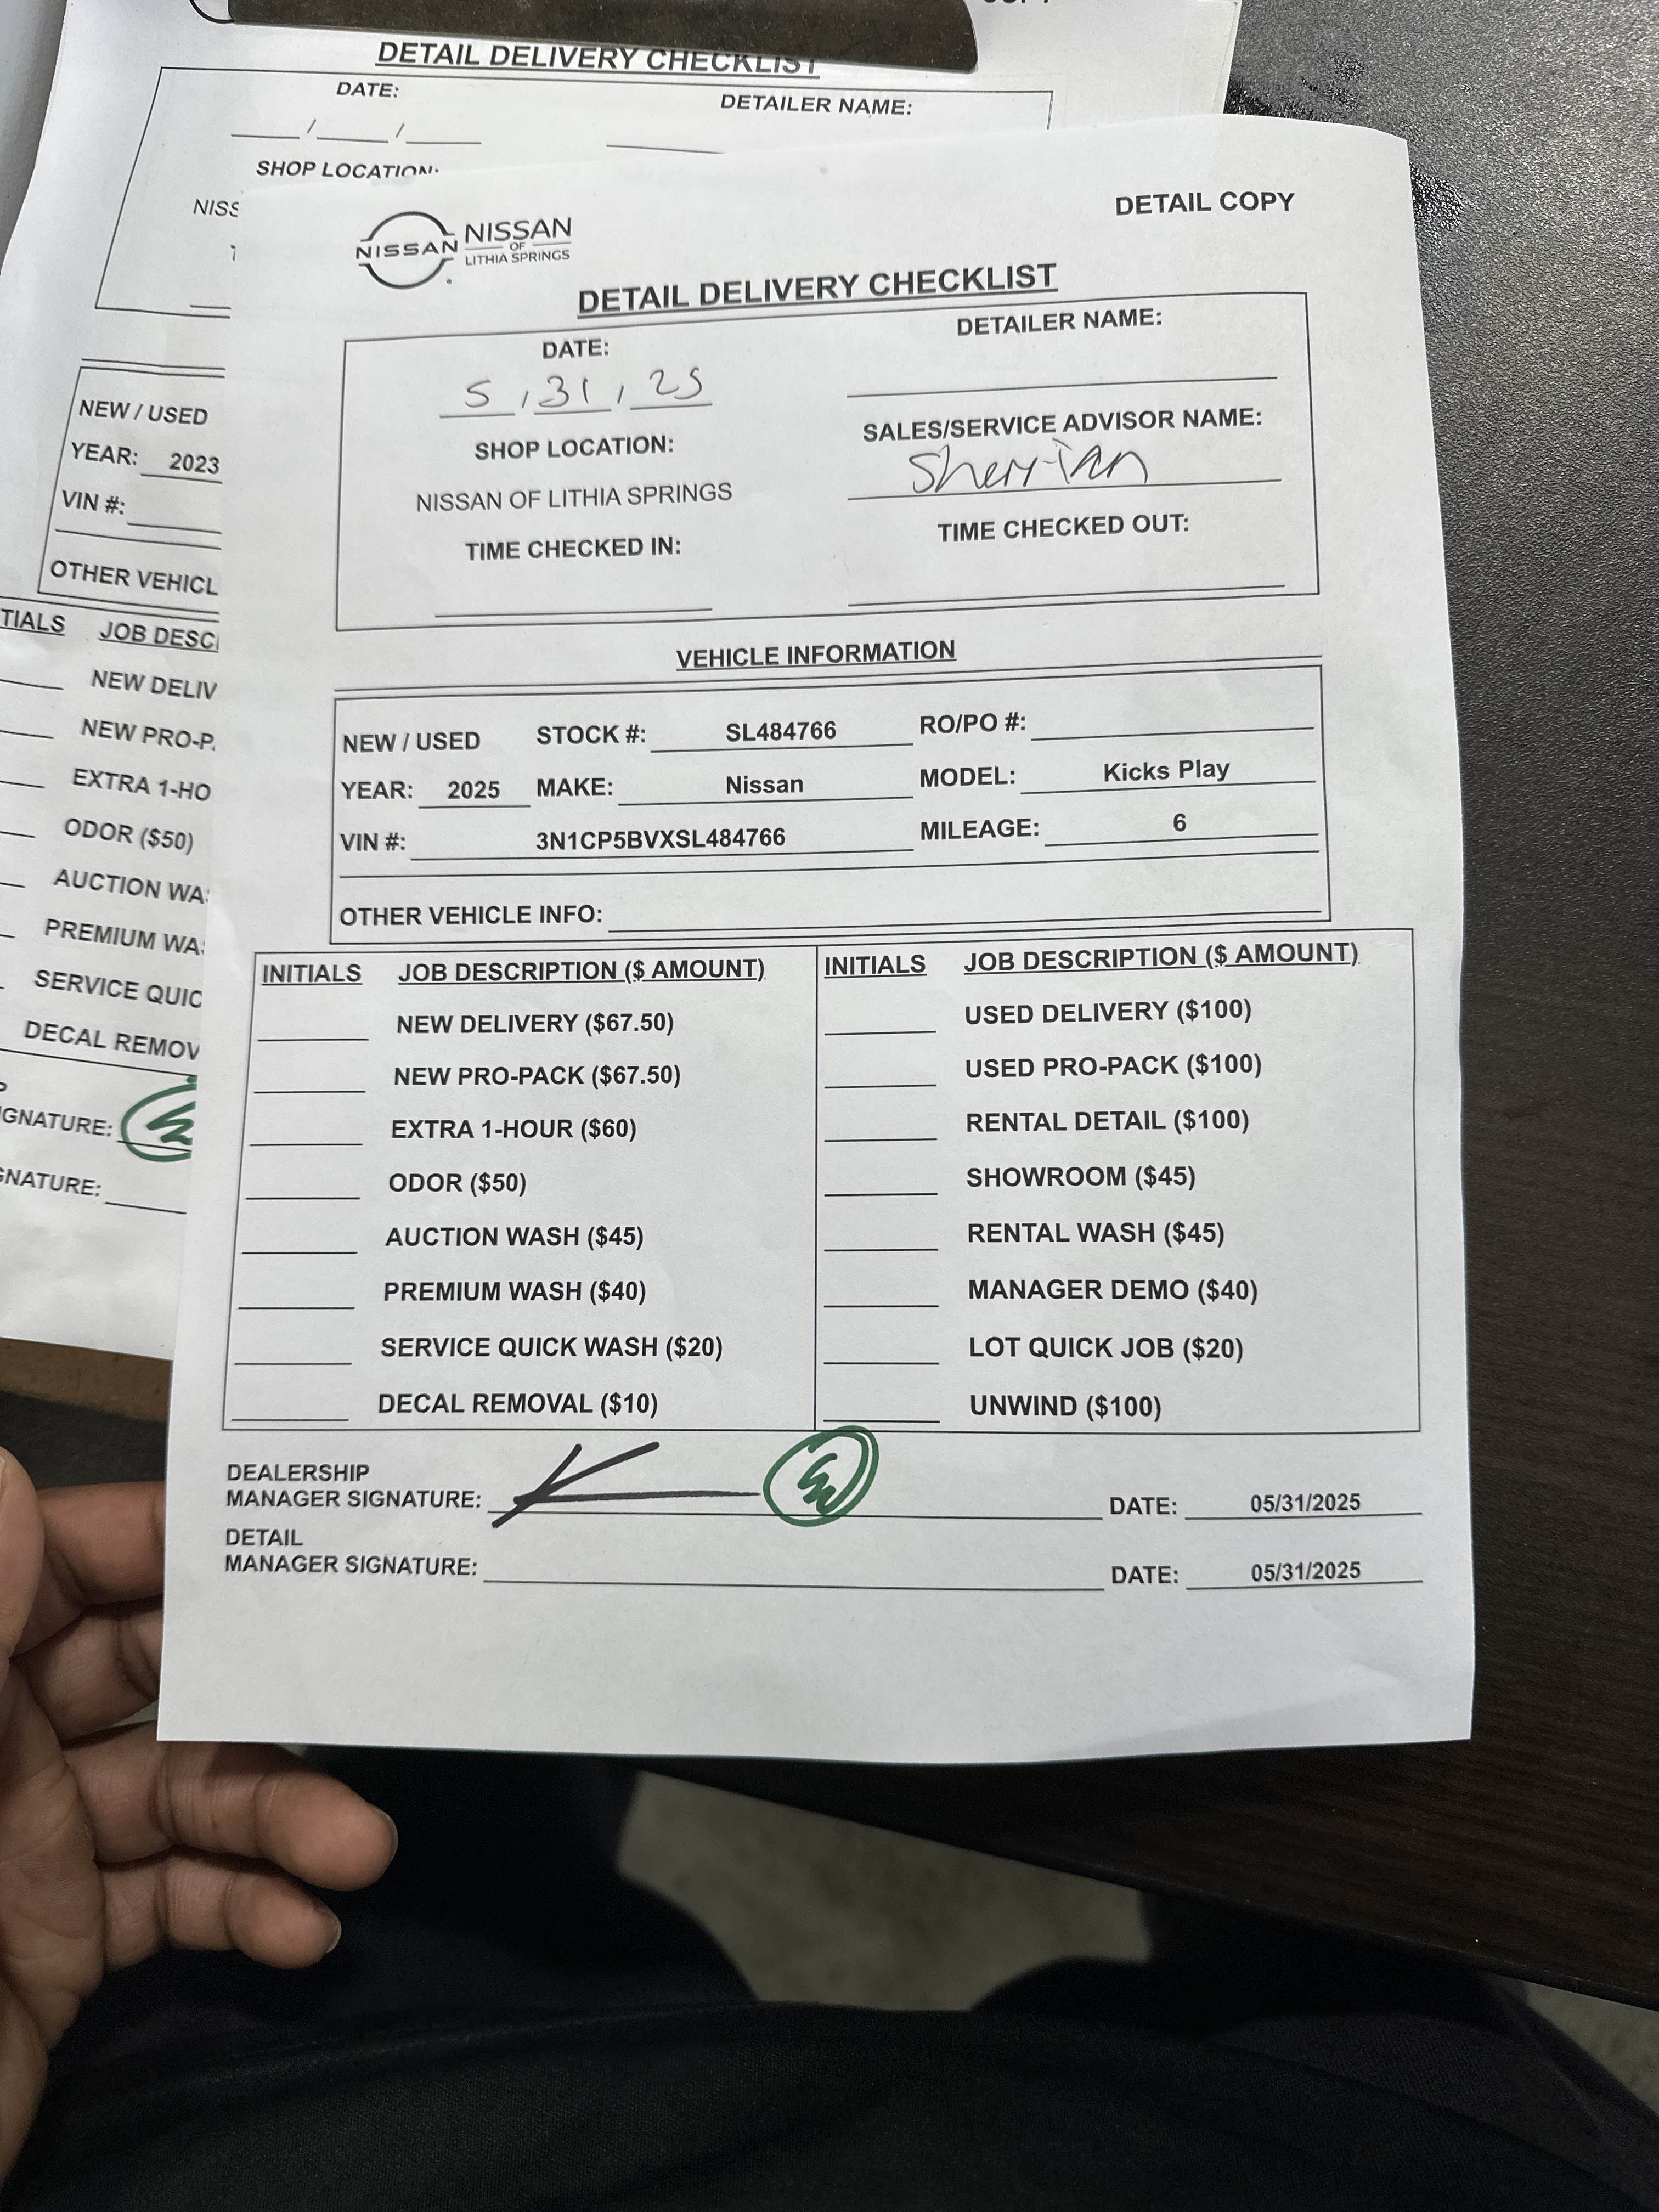 DETAIL DELIVERY CHECKLIST
DATE:
DETAILER NAME:
/ /
SHOP LOCATION:
NISS
NEW / USED
YEAR: 2023
VIN #:
OTHER VEHICL
TIALS JOB DESC
NEW DELIV
NEW PRO-P
EXTRA 1-HO
ODOR ($50)
AUCTION WA
PREMIUM WA
SERVICE QUIC
DECAL REMOV
GNATURE:
GNATURE:
DETAIL COPY
NISSAN
NISSAN
OF
LITHIA SPRINGS
DETAIL DELIVERY CHECKLIST
DATE:
DETAILER NAME:
5 / 31 / 25
SHOP LOCATION:
SALES/SERVICE ADVISOR NAME:
NISSAN OF LITHIA SPRINGS
TIME CHECKED IN:
TIME CHECKED OUT:
VEHICLE INFORMATION
NEW / USED STOCK #: SL484766 RO/PO #:
YEAR: 2025 MAKE: Nissan MODEL: Kicks Play
VIN #: 3N1CP5BVXSL484766 MILEAGE: 6
OTHER VEHICLE INFO:
INITIALS JOB DESCRIPTION ($ AMOUNT) INITIALS JOB DESCRIPTION ($ AMOUNT)
NEW DELIVERY ($67.50) USED DELIVERY ($100)
NEW PRO-PACK ($67.50) USED PRO-PACK ($100)
EXTRA 1-HOUR ($60) RENTAL DETAIL ($100)
ODOR ($50) SHOWROOM ($45)
AUCTION WASH ($45) RENTAL WASH ($45)
PREMIUM WASH ($40) MANAGER DEMO ($40)
SERVICE QUICK WASH ($20) LOT QUICK JOB ($20)
DECAL REMOVAL ($10) UNWIND ($100)
DEALERSHIP
MANAGER SIGNATURE: DATE: 05/31/2025
DETAIL
MANAGER SIGNATURE: DATE: 05/31/2025